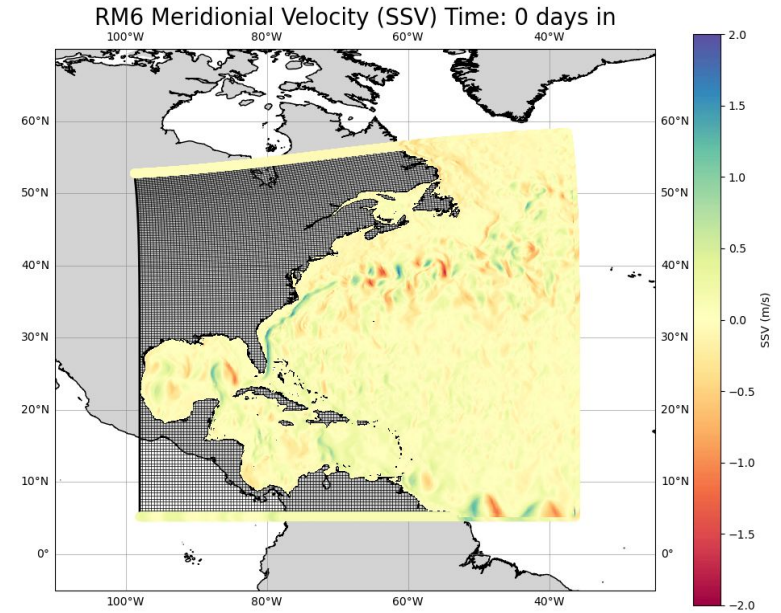 RM6 Meridionial Velocity (SSV) Time: 0 days in
100°W 80°W 60°W 40°W
60°N 60°N
50°N 50°N
40°N 40°N
30°N 30°N
20°N 20°N
10°N 10°N
0° 0°
100°W 80°W 60°W 40°W
2.0
1.5
1.0
0.5
0.0
−0.5
−1.0
−1.5
−2.0
SSV (m/s)